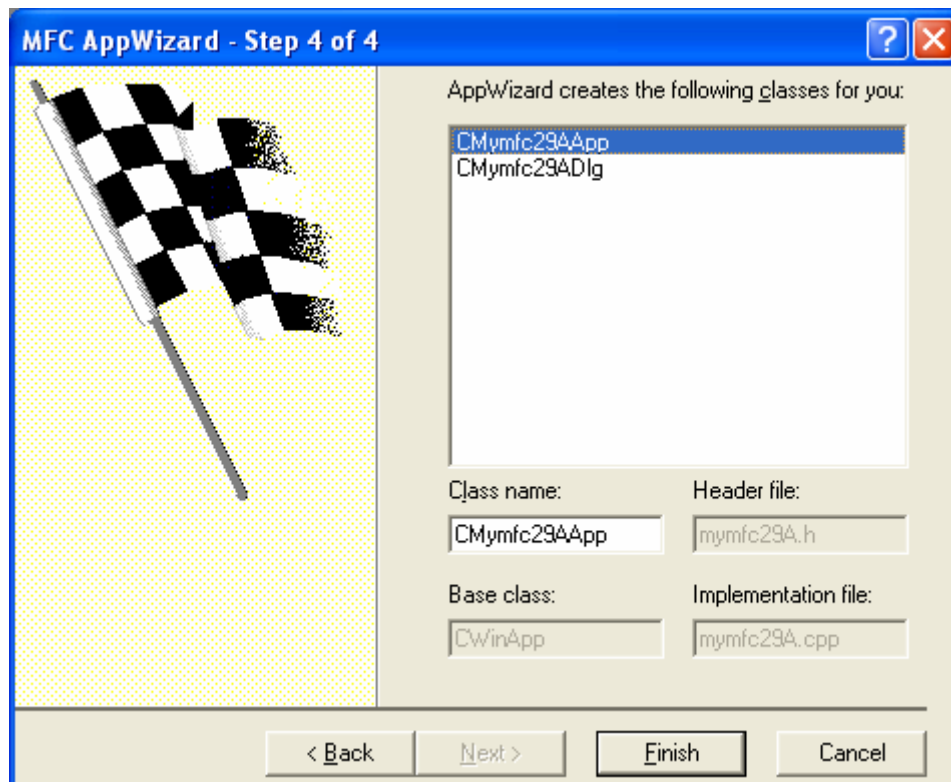 MFC AppWizard - Step 4 of 4
?
AppWizard creates the following classes for you:
CMymfc29AApp
CMymfc29ADlg
Class name:
Header file:
CMymfc29AApp
mymfc29A.h
Base class:
Implementation file:
CWinApp
mymfc29A.cpp
< Back
Next >
Finish
Cancel